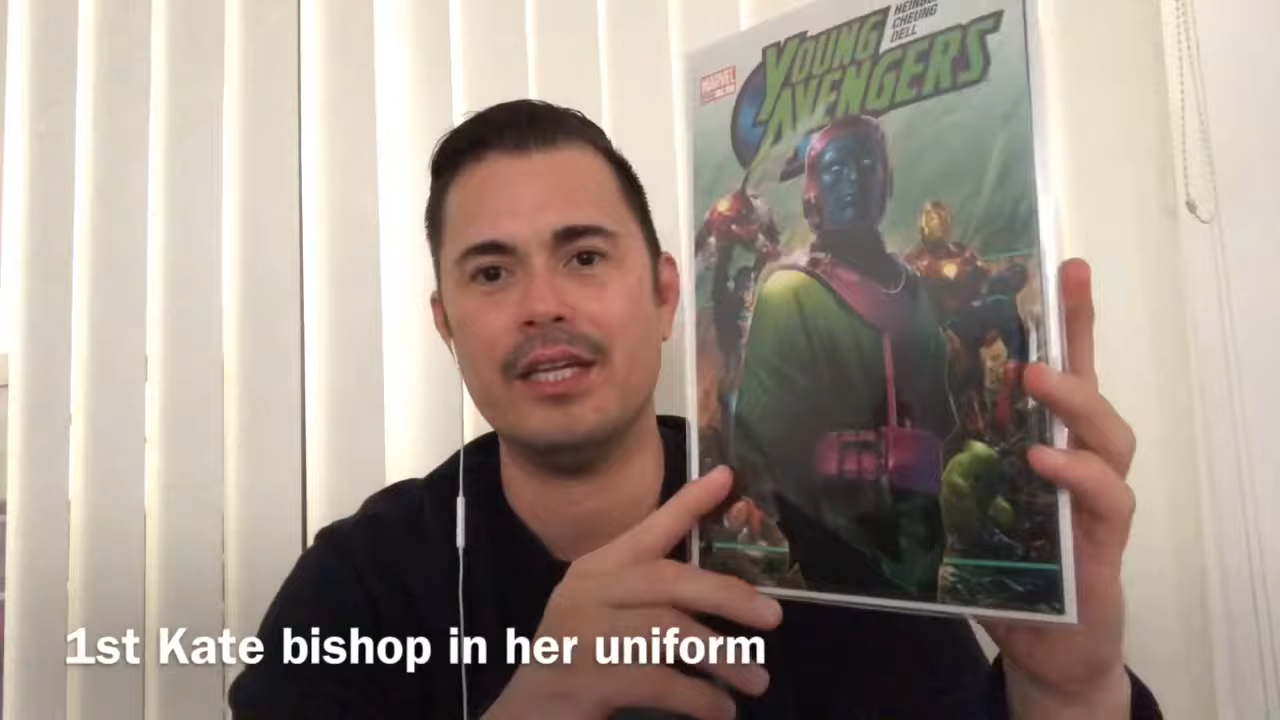 HEINBERG
CHEUNG
DELL
YOUNG
AVENGERS
MARVEL
1st Kate bishop in her uniform